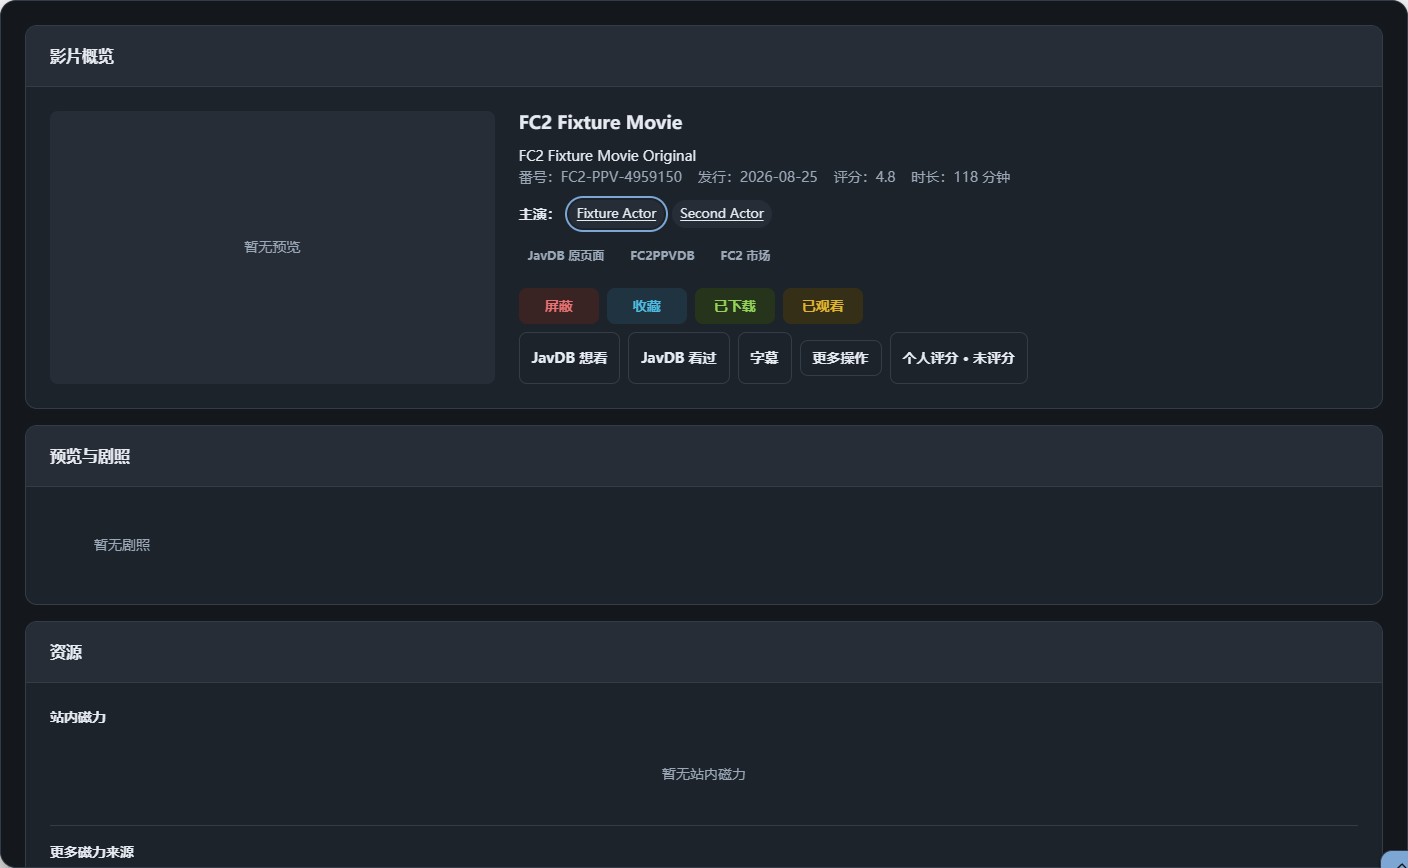 影片概览
暂无预览
FC2 Fixture Movie
FC2 Fixture Movie Original
番号：FC2-PPV-4959150 发行：2026-08-25 评分：4.8 时长：118 分钟
主演： Fixture Actor Second Actor
JavDB 原页面 FC2PPVDB FC2 市场
屏蔽 收藏 已下载 已观看
JavDB 想看 JavDB 看过 字幕 更多操作 个人评分 • 未评分
预览与剧照
暂无剧照
资源
站内磁力
暂无站内磁力
更多磁力来源